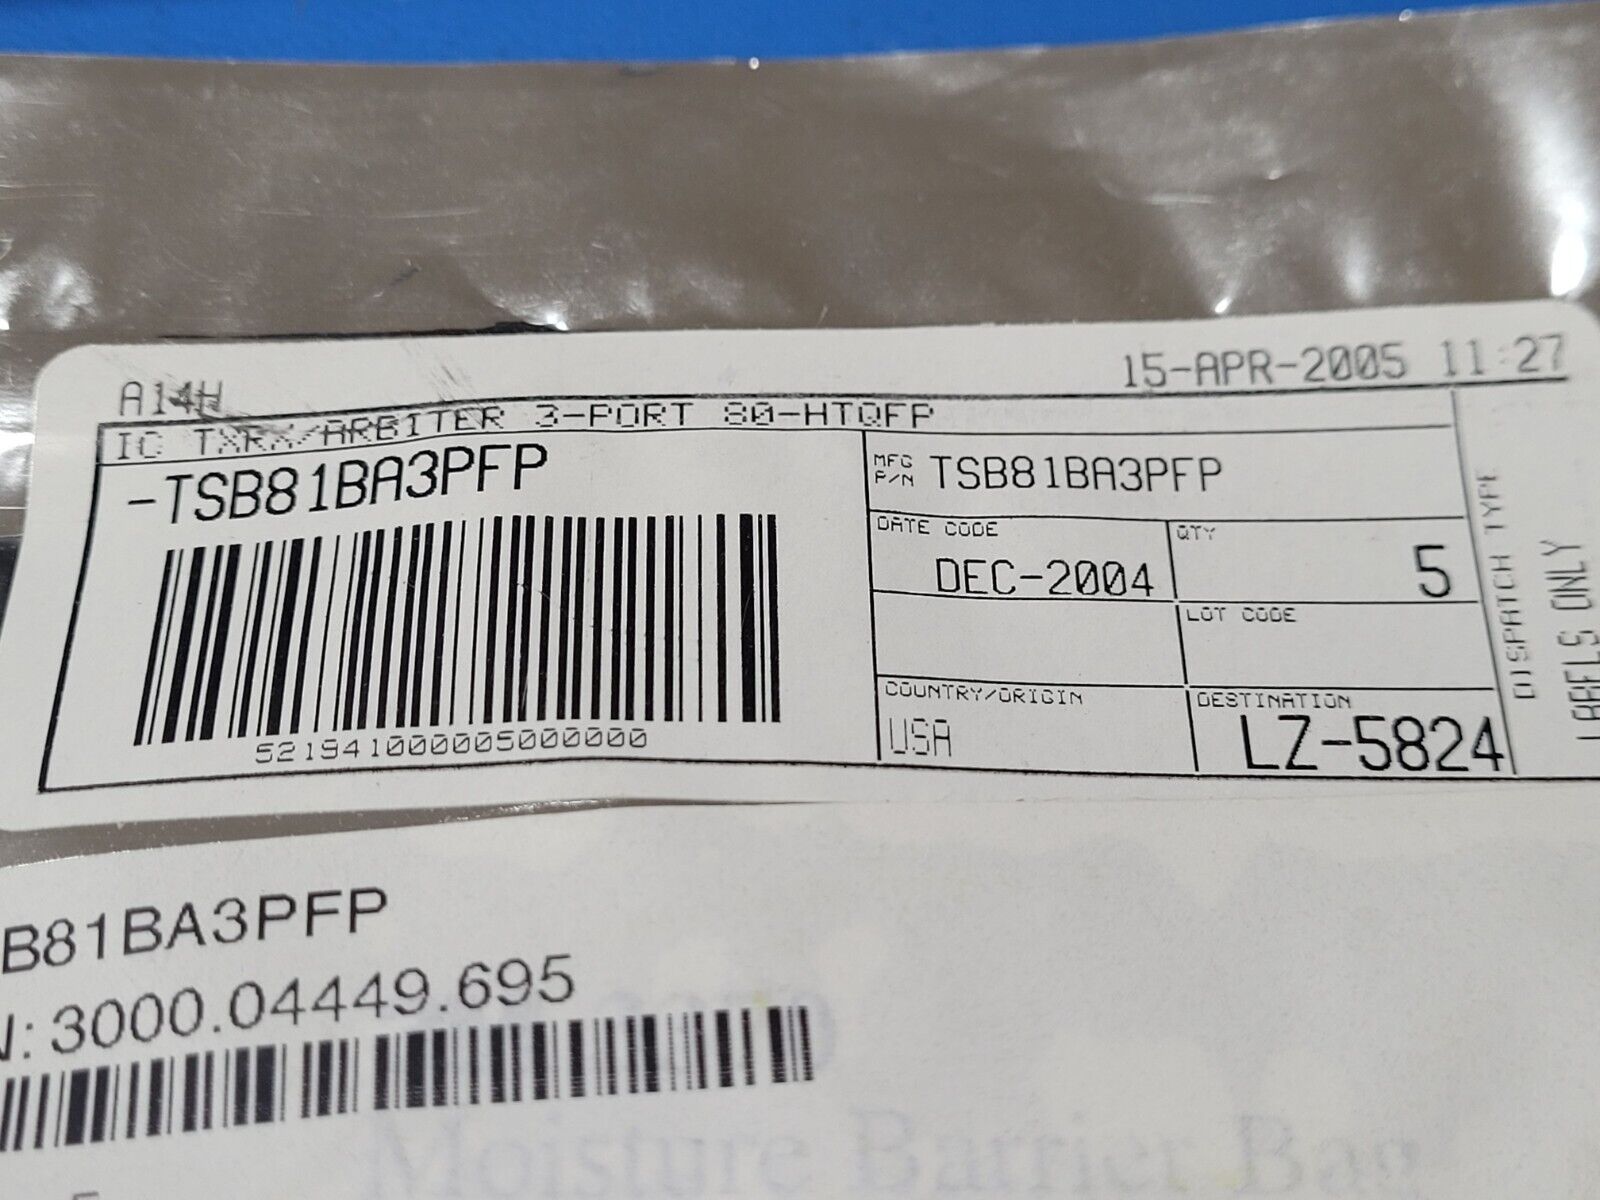 A14H
15-APR-2005 11:27
IC TXRX/ARBITER 3-PORT 80-HTQFP
-TSB81BA3PFP
MFG P/N TSB81BA3PFP
DATE CODE
DEC-2004
QTY
5
LOT CODE
COUNTRY/ORIGIN
USA
DESTINATION
LZ-5824
5219410000050000000
DISPATCH TYPE
LABELS ONLY
B81BA3PFP
N: 3000.04449.695
Moisture Barrier Bag